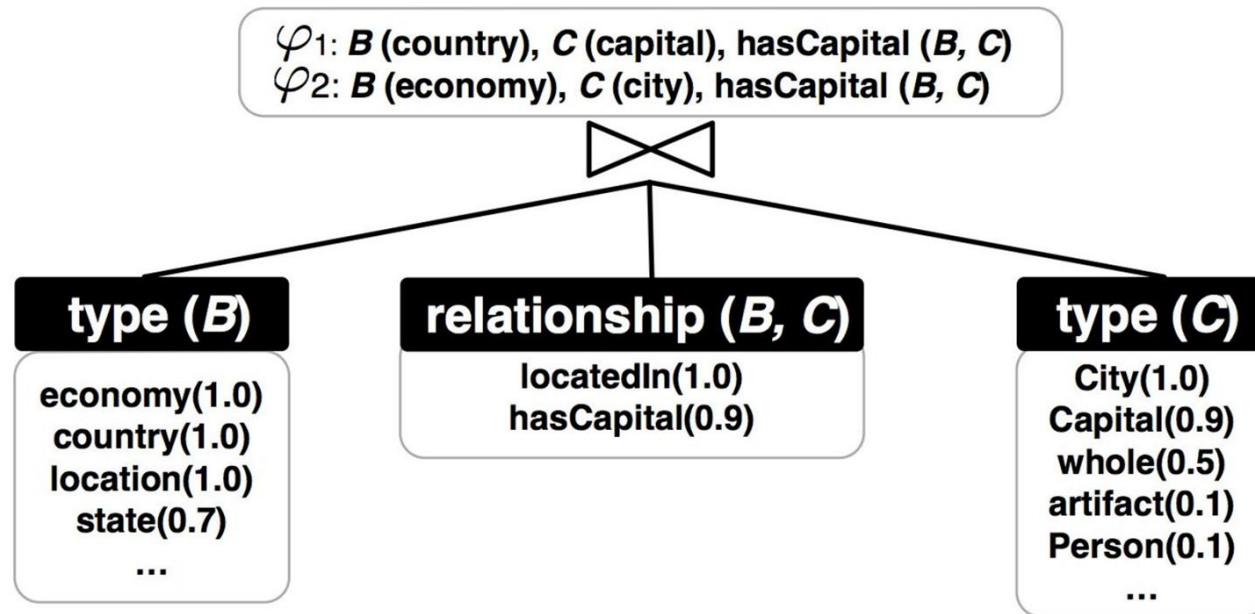 φ1: B (country), C (capital), hasCapital (B, C)
φ2: B (economy), C (city), hasCapital (B, C)
type (B)
economy(1.0)
country(1.0)
location(1.0)
state(0.7)
...
relationship (B, C)
locatedIn(1.0)
hasCapital(0.9)
type (C)
City(1.0)
Capital(0.9)
whole(0.5)
artifact(0.1)
Person(0.1)
...